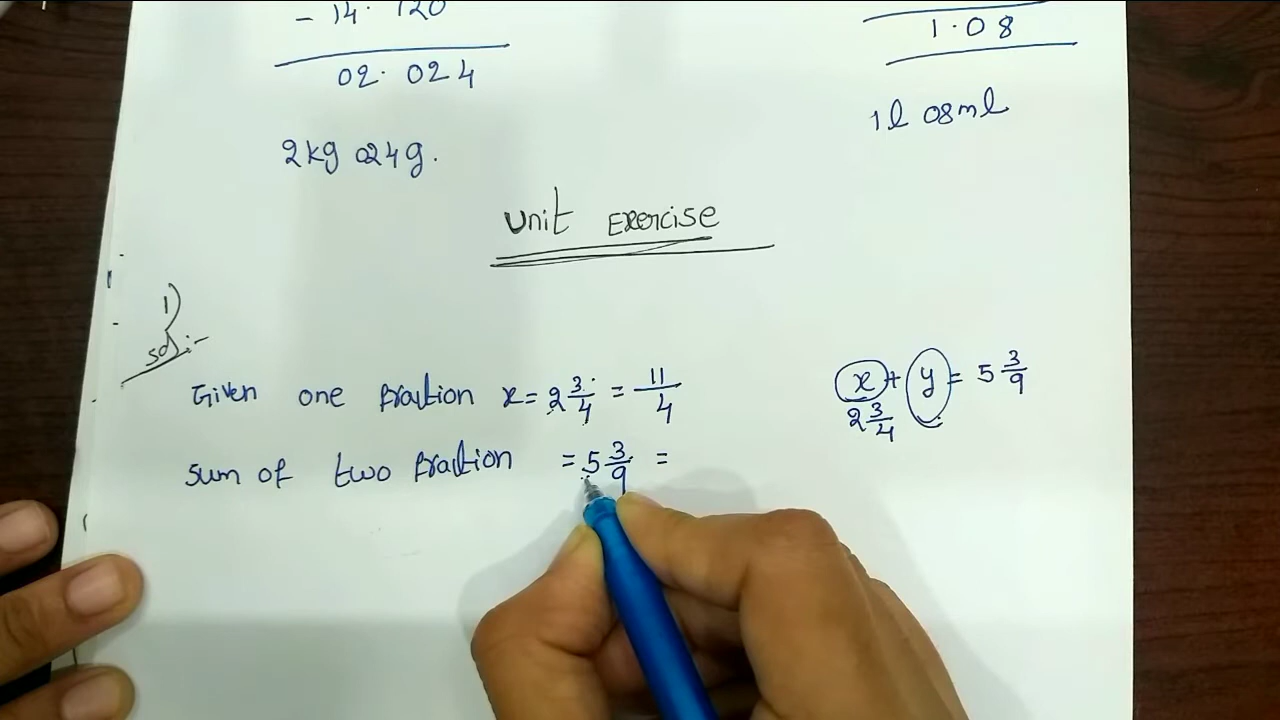 - 14. 120
02. 024
2kg 024g.
1.08
1l 08ml
Unit Exercise
1)
sol:-
Given one fraction x = 2 3/4 = 11/4
sum of two fraction = 5 3/9 =
x + y = 5 3/9
2 3/4